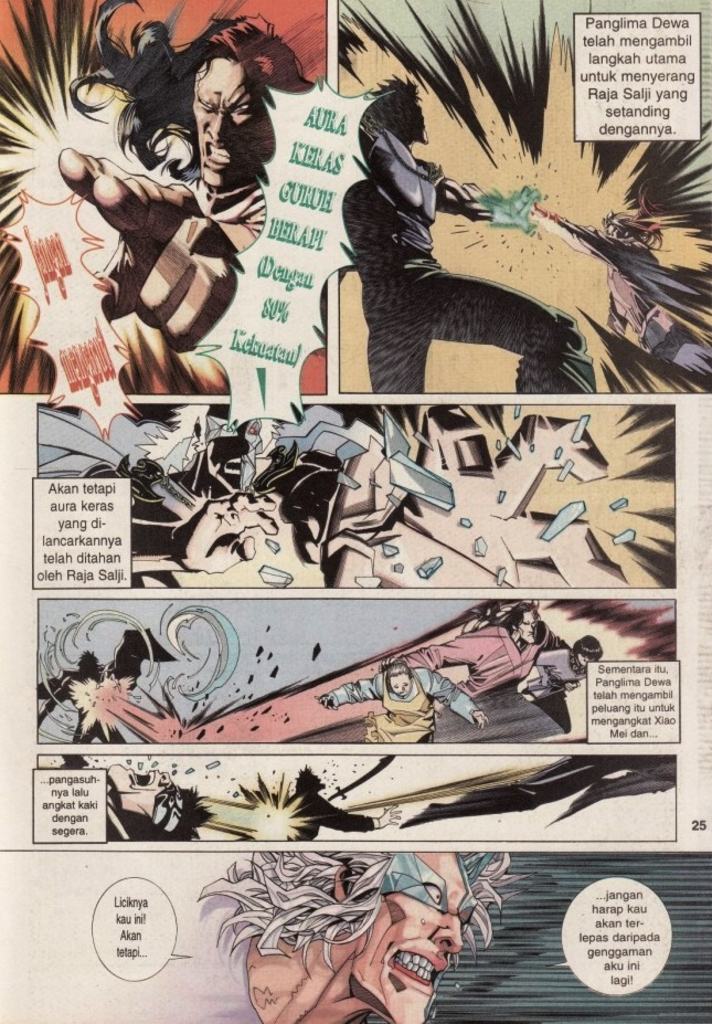 Panglima Dewa
telah mengambil
langkah utama
untuk menyerang
Raja Salji yang
setanding
dengannya.
AURA
KERAS
GURUH
BERAPI
(Dengan
80%
Kekuatan)
!
Jangan
mengarut!
Akan tetapi
aura keras
yang di-
lancarkannya
telah ditahan
oleh Raja Salji.
Sementara itu,
Panglima Dewa
telah mengambil
peluang itu untuk
mengangkat Xiao
Mei dan...
...pangasuh-
nya lalu
angkat kaki
dengan
segera.
25
Liciknya
kau ini!
Akan
tetapi...
...jangan
harap kau
akan ter-
lepas daripada
genggaman
aku ini
lagi!